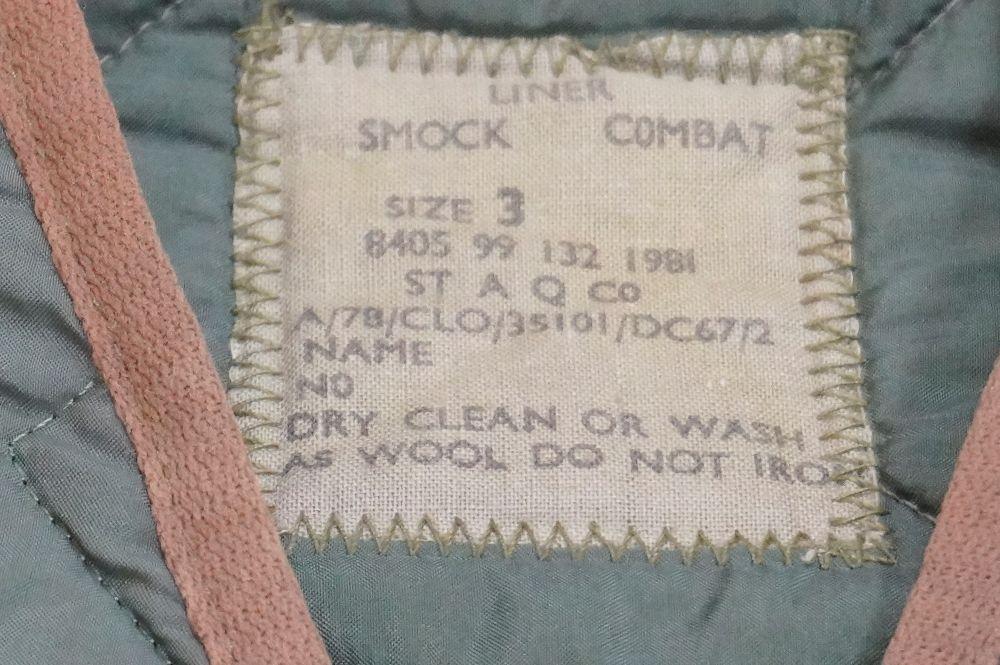 LINER
SMOCK COMBAT
SIZE 3
8405 99 132 1981
ST A Q CO
A/78/CLO/35101/DC67/2
NAME
NO
DRY CLEAN OR WASH
AS WOOL DO NOT IRON